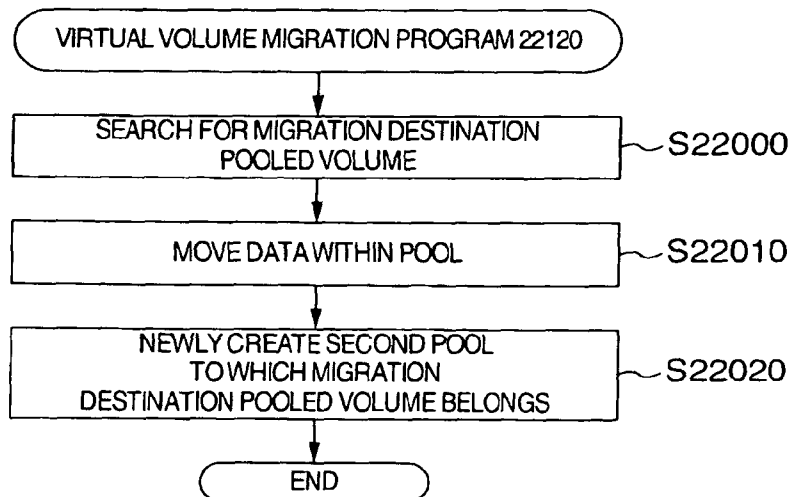 VIRTUAL VOLUME MIGRATION PROGRAM 22120
SEARCH FOR MIGRATION DESTINATION
POOLED VOLUME
S22000
MOVE DATA WITHIN POOL
S22010
NEWLY CREATE SECOND POOL
TO WHICH MIGRATION
DESTINATION POOLED VOLUME BELONGS
S22020
END